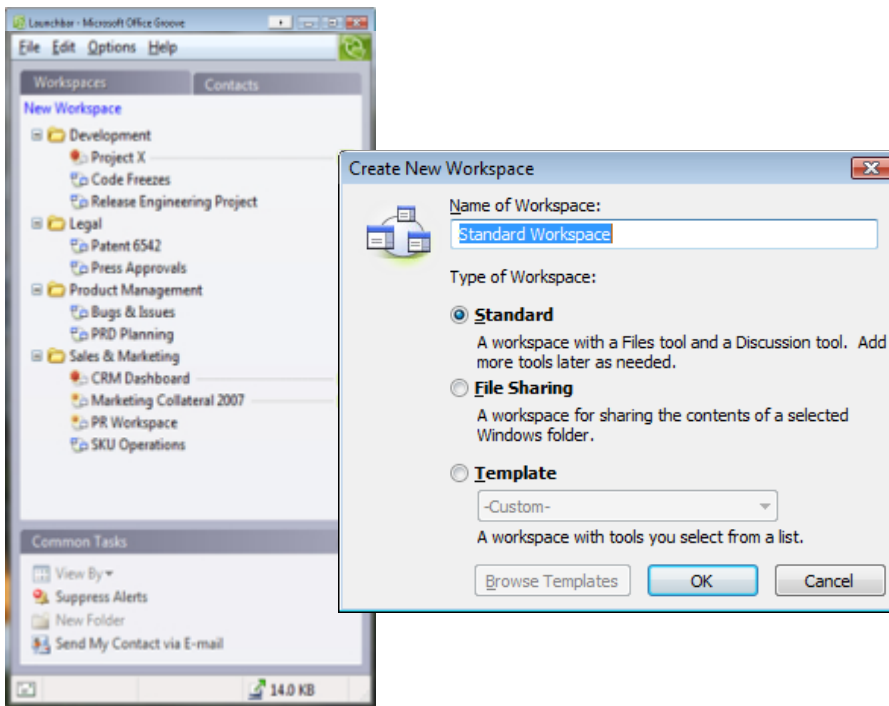 Launchbar - Microsoft Office Groove
File Edit Options Help
Workspaces
Contacts
New Workspace
Development
Project X
Code Freezes
Release Engineering Project
Legal
Patent 6542
Press Approvals
Product Management
Bugs & Issues
PRD Planning
Sales & Marketing
CRM Dashboard
Marketing Collateral 2007
PR Workspace
SKU Operations
Common Tasks
View By
Suppress Alerts
New Folder
Send My Contact via E-mail
14.0 KB
Create New Workspace
Name of Workspace:
Standard Workspace
Type of Workspace:
Standard
A workspace with a Files tool and a Discussion tool. Add
more tools later as needed.
File Sharing
A workspace for sharing the contents of a selected
Windows folder.
Template
-Custom-
A workspace with tools you select from a list.
Browse Templates
OK
Cancel